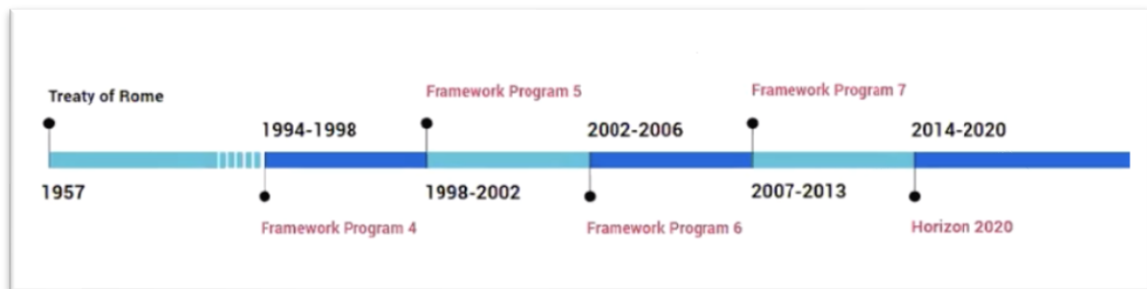 Treaty of Rome
1957
1994-1998
Framework Program 4
Framework Program 5
1998-2002
2002-2006
Framework Program 6
Framework Program 7
2007-2013
2014-2020
Horizon 2020